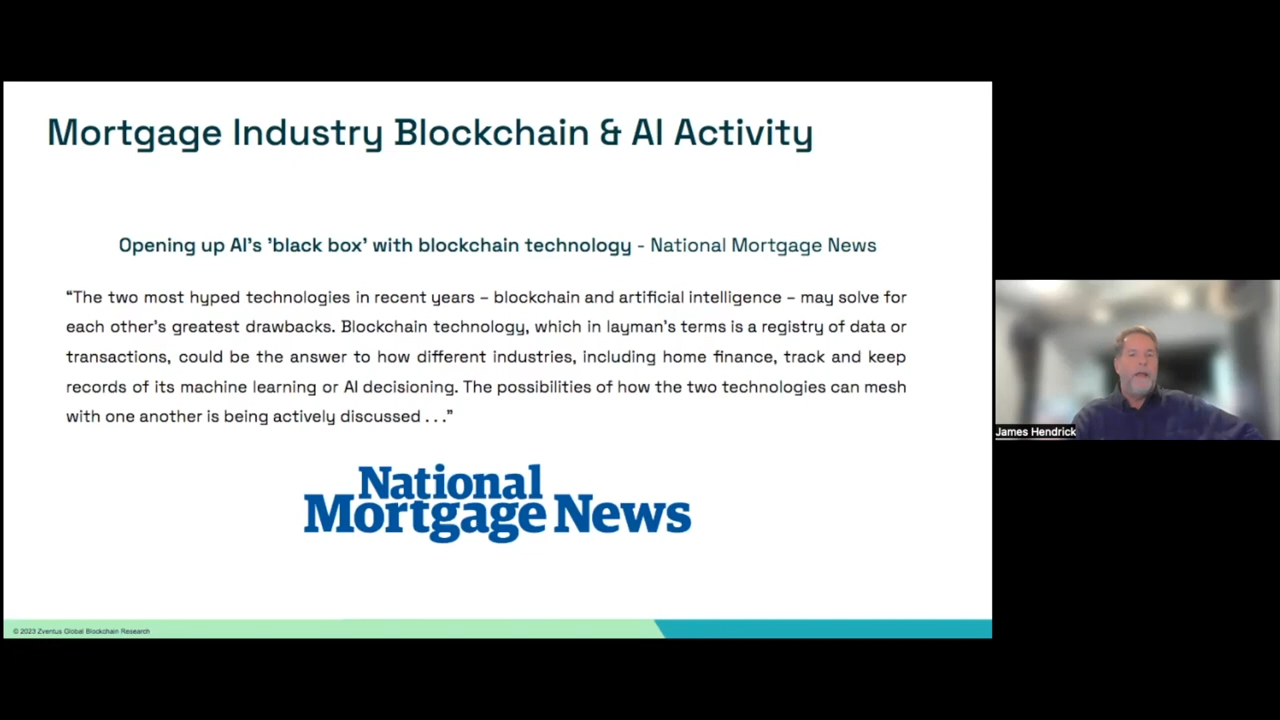 Mortgage Industry Blockchain & AI Activity
Opening up AI's 'black box' with blockchain technology - National Mortgage News
“The two most hyped technologies in recent years – blockchain and artificial intelligence – may solve for
each other's greatest drawbacks. Blockchain technology, which in layman's terms is a registry of data or
transactions, could be the answer to how different industries, including home finance, track and keep
records of its machine learning or AI decisioning. The possibilities of how the two technologies can mesh
with one another is being actively discussed . . .”
National
Mortgage News
James Hendrick
© 2023 Zventus Global Blockchain Research